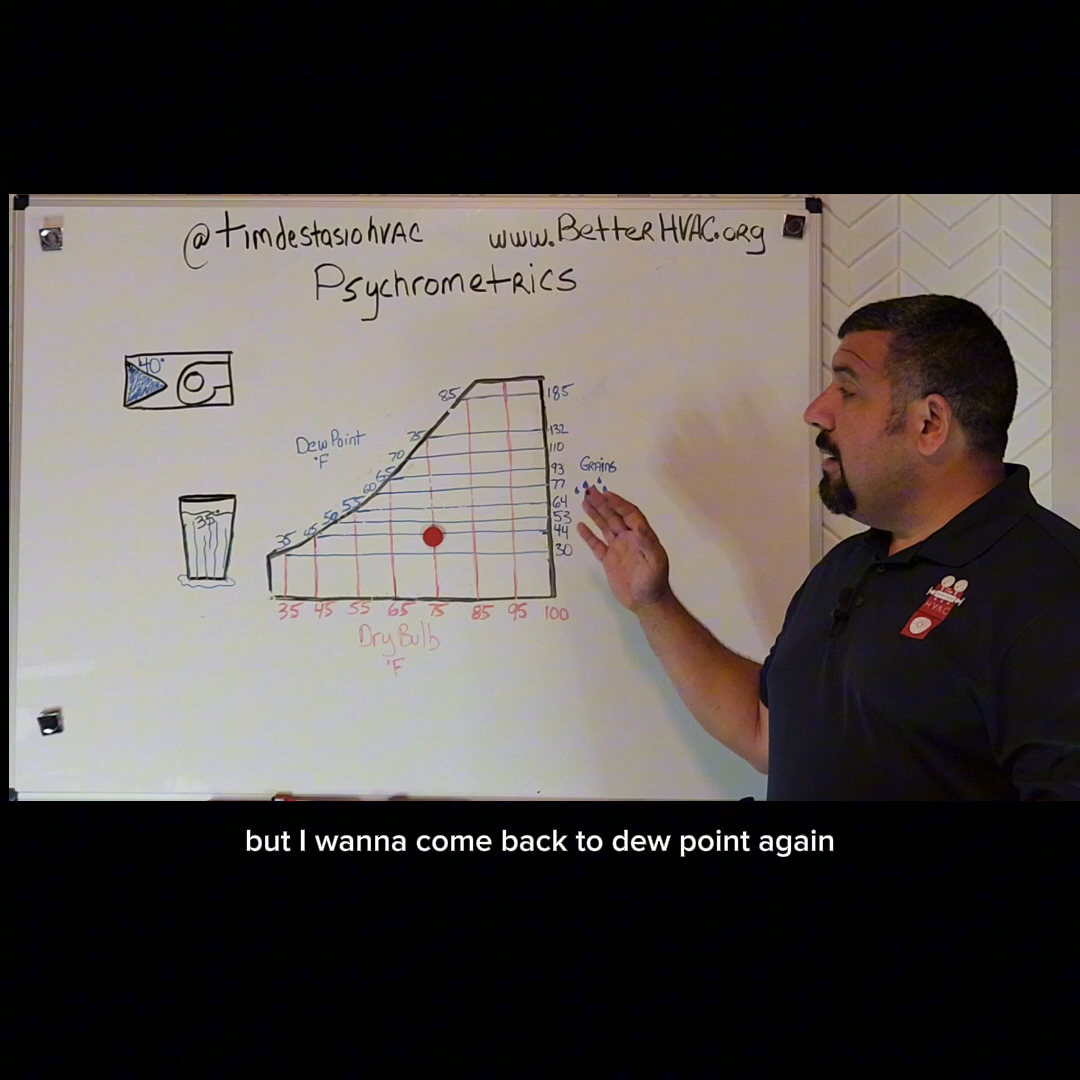 @timdestasiohvac www.BetterHVAC.org
Psychrometrics
40°
85 185
Dew Point
°F
75 132
70 110
65 93
60 77
55 64
50 53
45 44
35 30
Grains
35°
HVAC
35 45 55 65 75 85 95 100
Dry Bulb
°F
but I wanna come back to dew point again